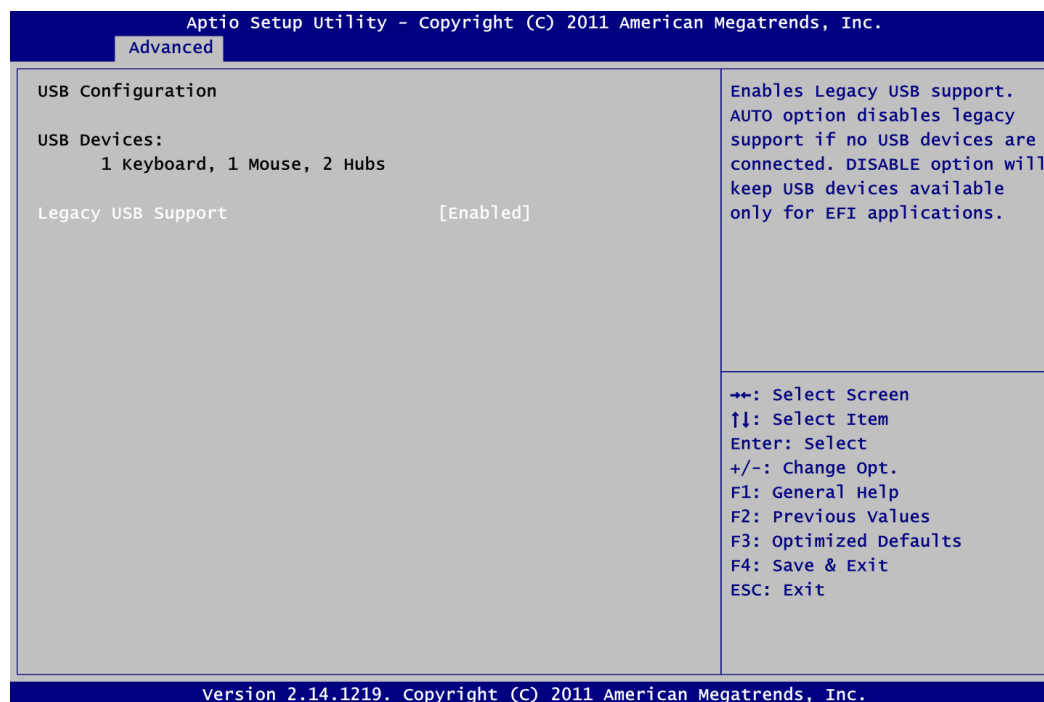 Aptio Setup Utility - Copyright (C) 2011 American Megatrends, Inc.
Advanced
USB Configuration
USB Devices:
1 Keyboard, 1 Mouse, 2 Hubs
Legacy USB Support [Enabled]
Enables Legacy USB support.
AUTO option disables legacy
support if no USB devices are
connected. DISABLE option will
keep USB devices available
only for EFI applications.
→←: Select Screen
↑↓: Select Item
Enter: Select
+/-: Change Opt.
F1: General Help
F2: Previous Values
F3: Optimized Defaults
F4: Save & Exit
ESC: Exit
Version 2.14.1219. Copyright (C) 2011 American Megatrends, Inc.